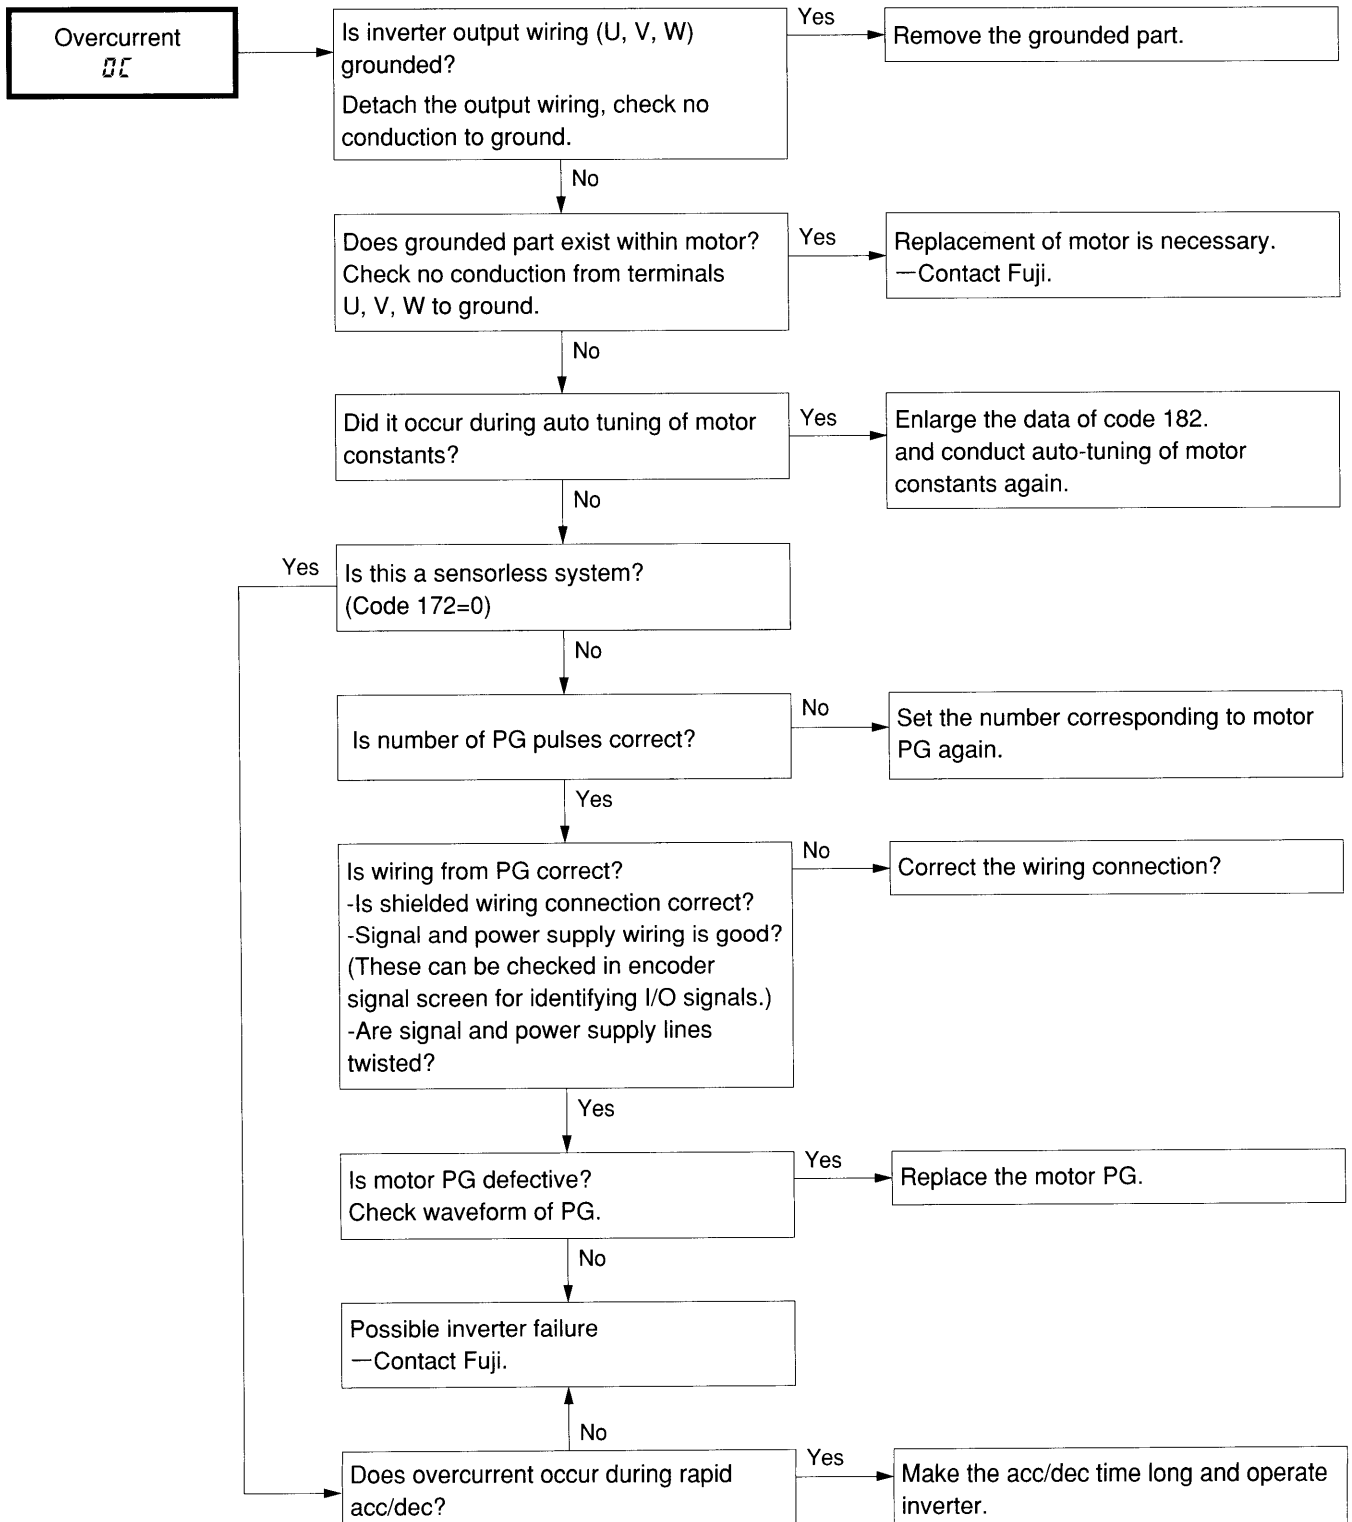 Overcurrent
OC
Is inverter output wiring (U, V, W)
grounded?
Detach the output wiring, check no
conduction to ground.
Yes
Remove the grounded part.
No
Does grounded part exist within motor?
Check no conduction from terminals
U, V, W to ground.
Yes
Replacement of motor is necessary.
—Contact Fuji.
No
Did it occur during auto tuning of motor
constants?
Yes
Enlarge the data of code 182.
and conduct auto-tuning of motor
constants again.
No
Yes
Is this a sensorless system?
(Code 172=0)
No
Is number of PG pulses correct?
No
Set the number corresponding to motor
PG again.
Yes
Is wiring from PG correct?
-Is shielded wiring connection correct?
-Signal and power supply wiring is good?
(These can be checked in encoder
signal screen for identifying I/O signals.)
-Are signal and power supply lines
twisted?
No
Correct the wiring connection?
Yes
Is motor PG defective?
Check waveform of PG.
Yes
Replace the motor PG.
No
Possible inverter failure
—Contact Fuji.
No
Does overcurrent occur during rapid
acc/dec?
Yes
Make the acc/dec time long and operate
inverter.